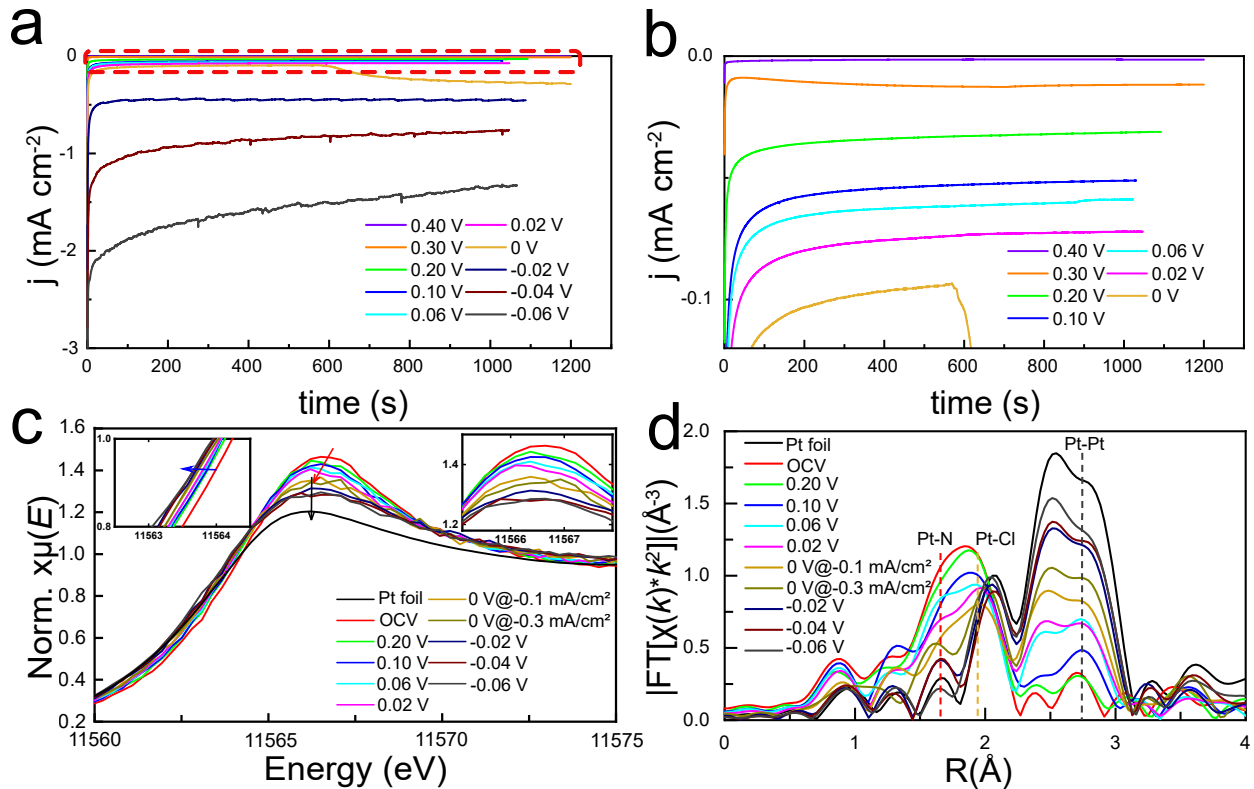 a
0
-1
-2
-3
j (mA cm⁻²)
0 200 400 600 800 1000 1200
time (s)
0.40 V 0.02 V
0.30 V 0 V
0.20 V -0.02 V
0.10 V -0.04 V
0.06 V -0.06 V
b
0.0
-0.1
j (mA cm⁻²)
0 200 400 600 800 1000 1200
time (s)
0.40 V 0.06 V
0.30 V 0.02 V
0.20 V 0 V
0.10 V
c
1.6
1.4
1.2
1.0
0.8
0.6
0.4
0.2
Norm. xµ(E)
11560 11565 11570 11575
Energy (eV)
1.0
0.8
11563 11564
1.4
1.2
11566 11567
Pt foil 0 V@-0.1 mA/cm²
OCV 0 V@-0.3 mA/cm²
0.20 V -0.02 V
0.10 V -0.04 V
0.06 V -0.06 V
0.02 V
d
2.0
1.5
1.0
0.5
0.0
|FT[χ(k)*k²]|(Å⁻³)
0 1 2 3 4
R(Å)
Pt foil
OCV
0.20 V
0.10 V
0.06 V
0.02 V
0 V@-0.1 mA/cm²
0 V@-0.3 mA/cm²
-0.02 V
-0.04 V
-0.06 V
Pt-N
Pt-Cl
Pt-Pt